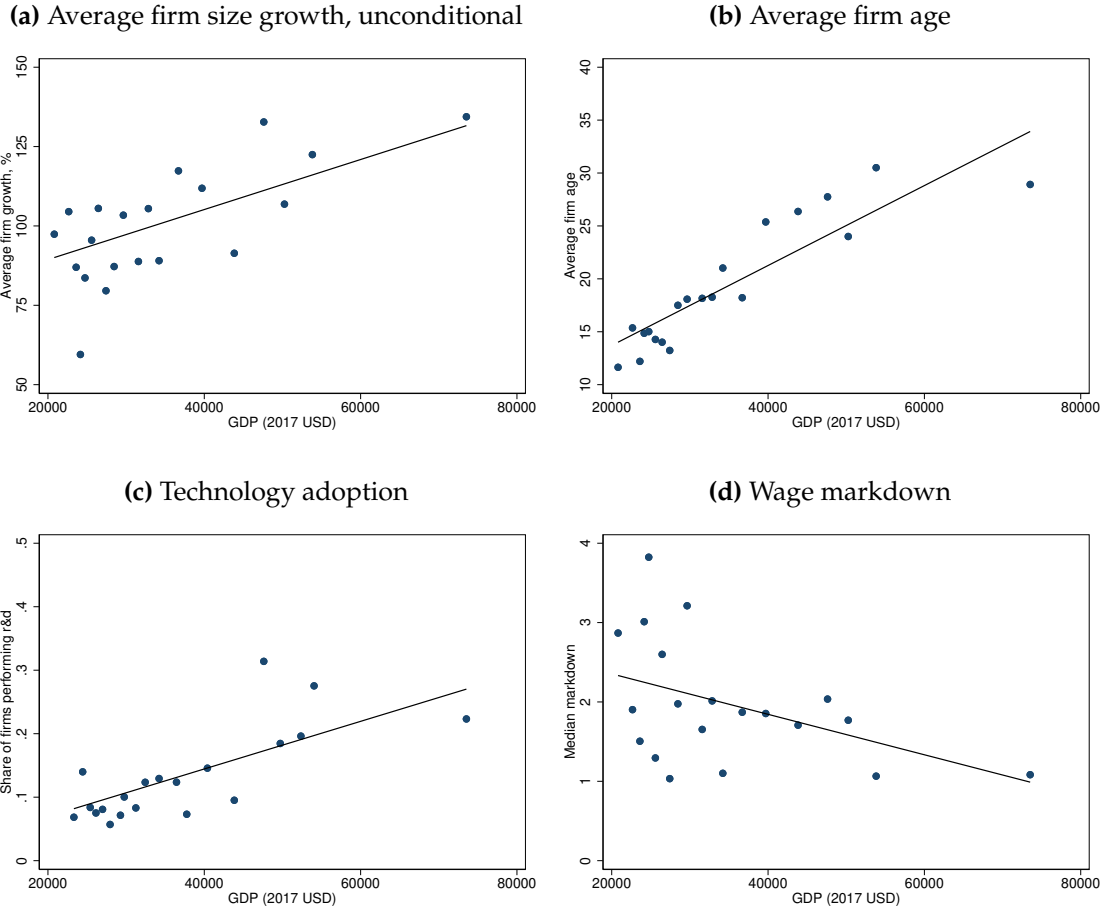 (a) Average firm size growth, unconditional
Average firm growth, %
150
125
100
75
50
20000 40000 60000 80000
GDP (2017 USD)
(b) Average firm age
Average firm age
40
35
30
25
20
15
10
20000 40000 60000 80000
GDP (2017 USD)
(c) Technology adoption
Share of firms performing r&d
.5
.4
.3
.2
.1
0
20000 40000 60000 80000
GDP (2017 USD)
(d) Wage markdown
Median markdown
4
3
2
1
0
20000 40000 60000 80000
GDP (2017 USD)